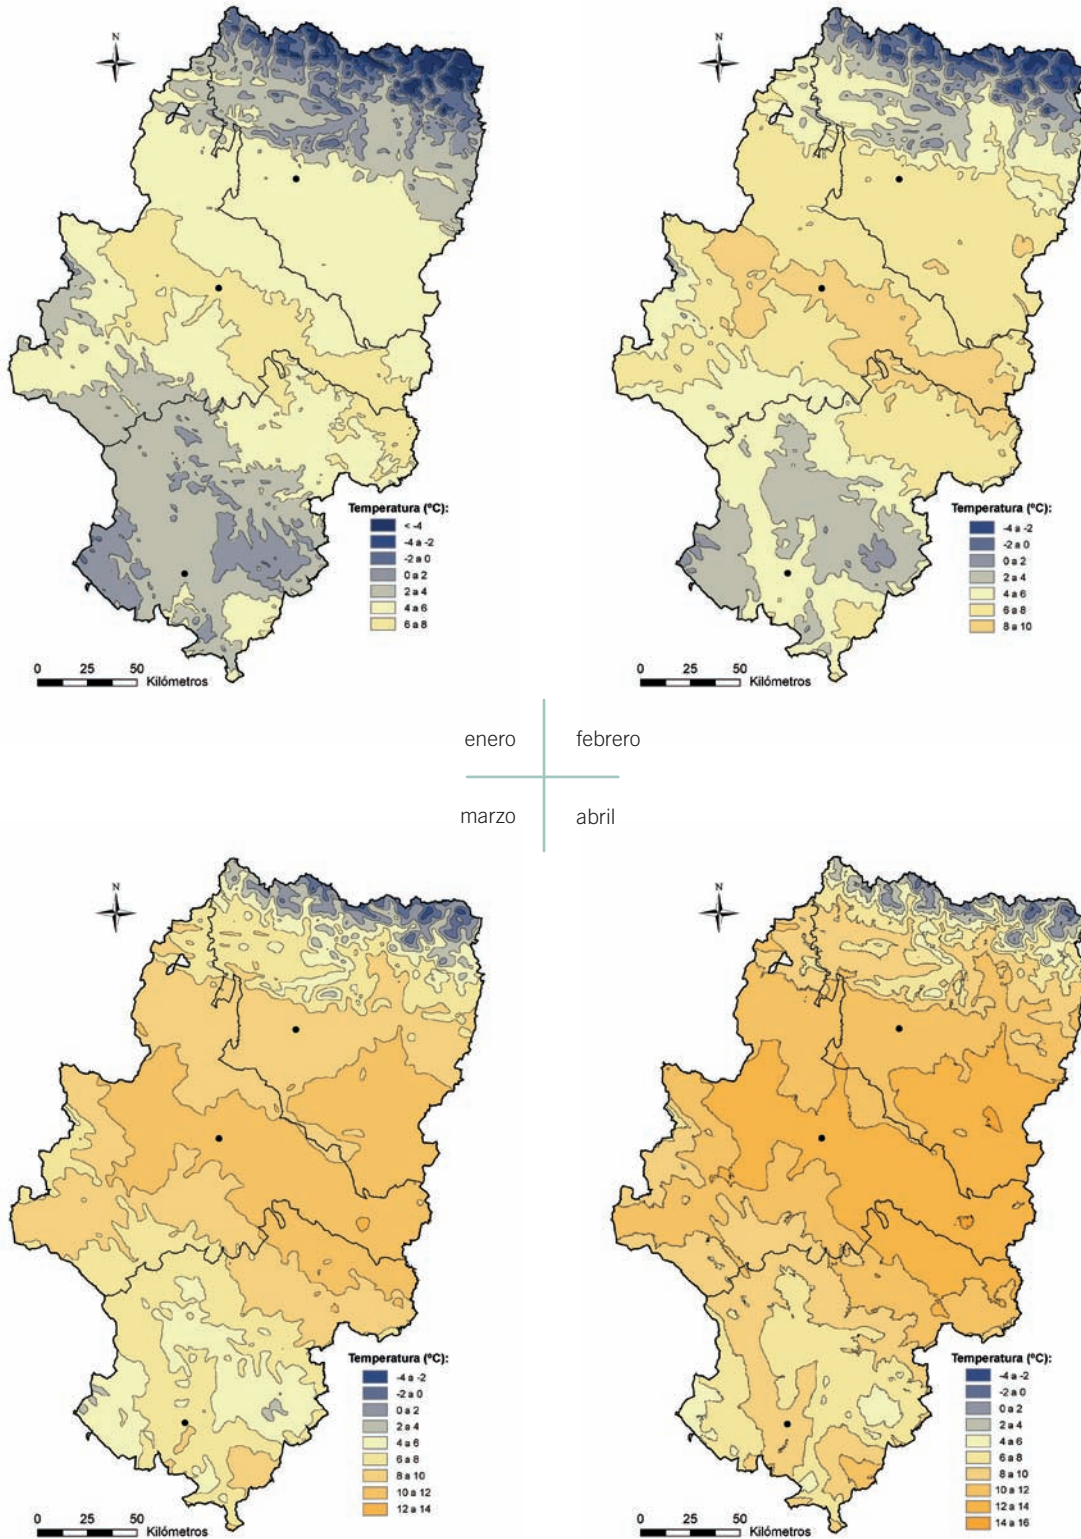 N
Temperatura (ºC):
< -4
-4 a -2
-2 a 0
0 a 2
2 a 4
4 a 6
6 a 8
0 25 50
Kilómetros
N
Temperatura (ºC):
-4 a -2
-2 a 0
0 a 2
2 a 4
4 a 6
6 a 8
8 a 10
0 25 50
Kilómetros
enero febrero
marzo abril
N
Temperatura (ºC):
-4 a -2
-2 a 0
0 a 2
2 a 4
4 a 6
6 a 8
8 a 10
10 a 12
12 a 14
0 25 50
Kilómetros
N
Temperatura (ºC):
-4 a -2
-2 a 0
0 a 2
2 a 4
4 a 6
6 a 8
8 a 10
10 a 12
12 a 14
14 a 16
0 25 50
Kilómetros